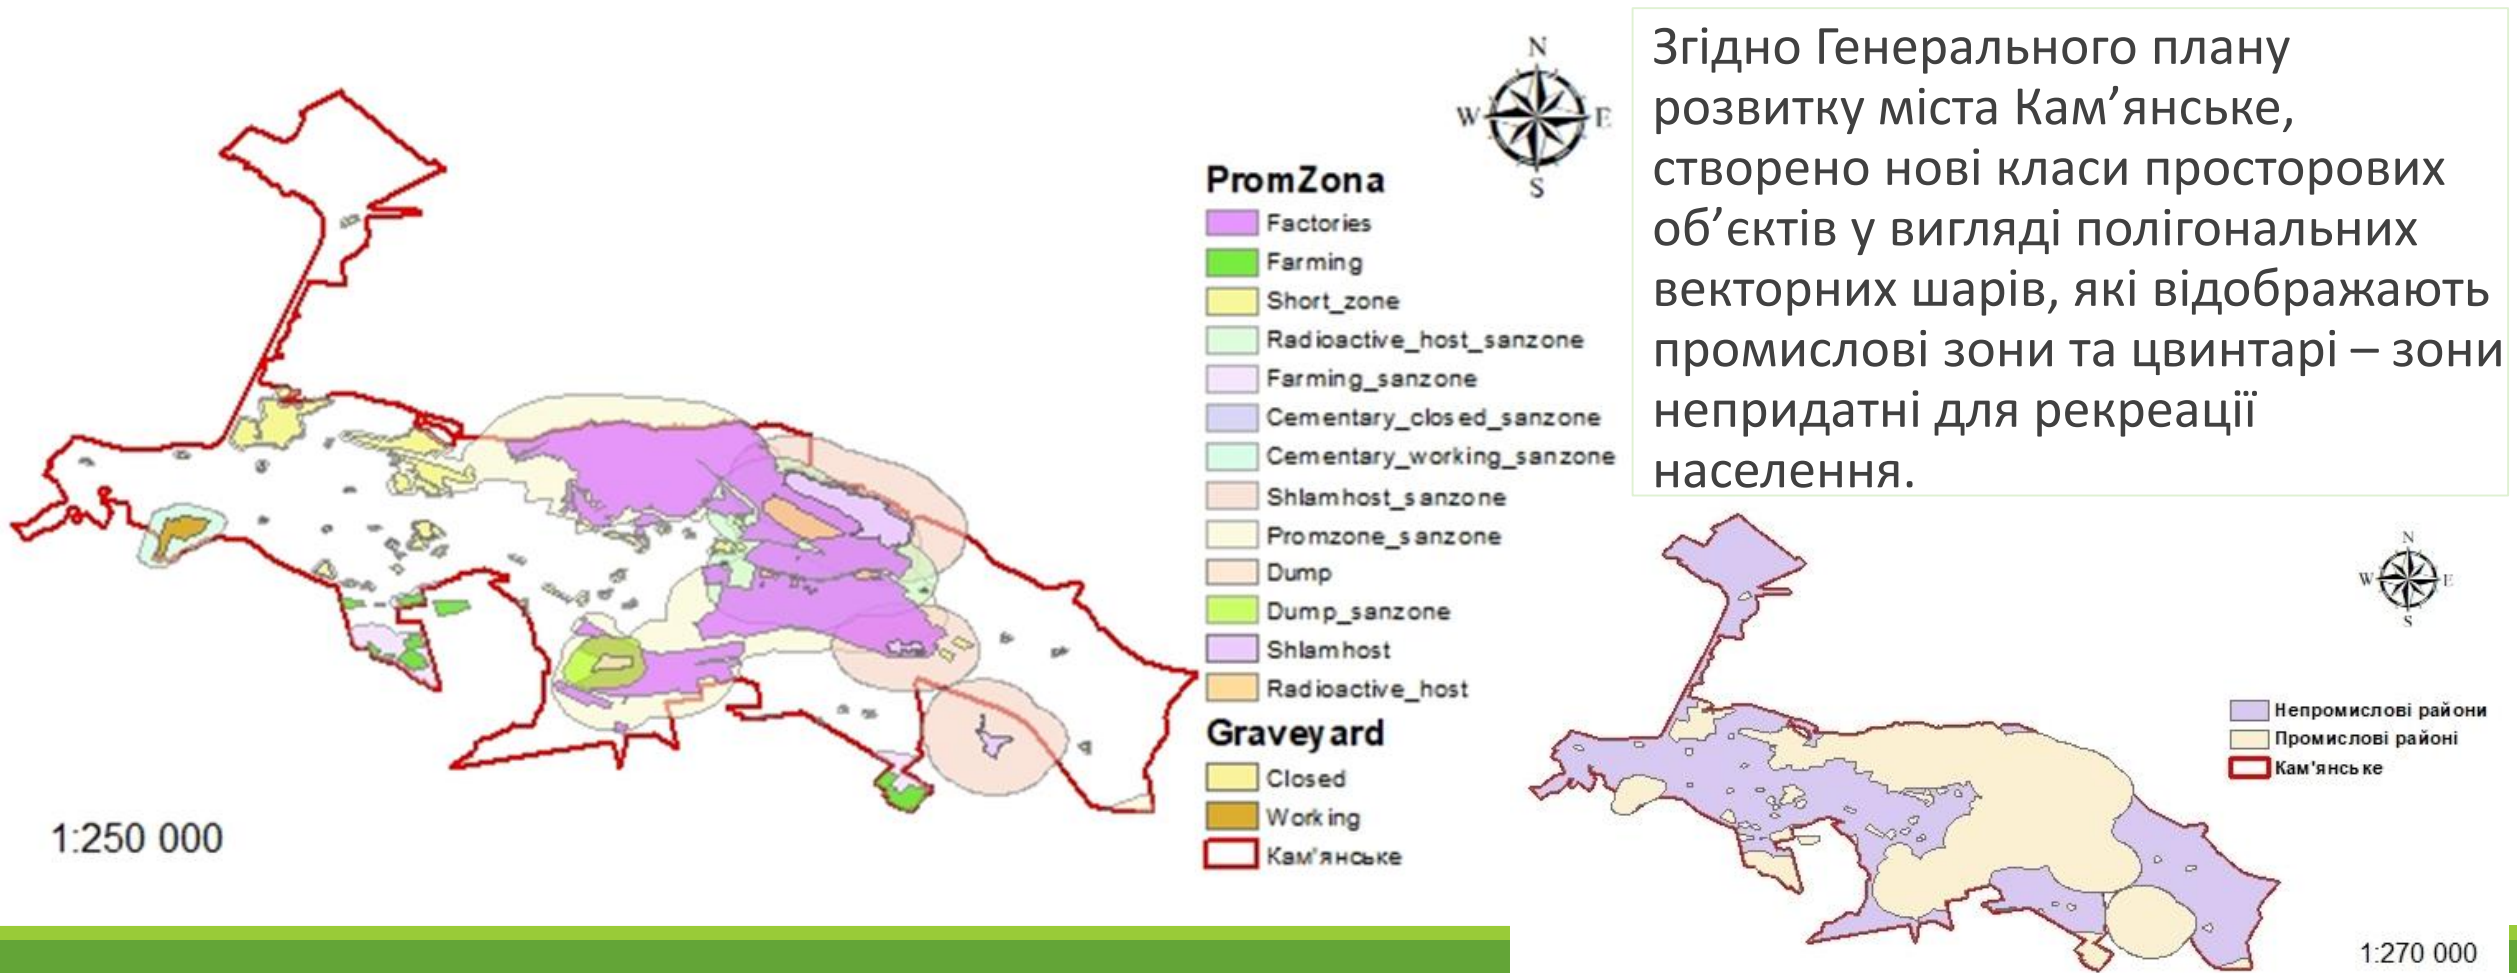 N
W
E
S
PromZona
Factories
Farming
Short_zone
Radioactive_host_sanzone
Farming_sanzone
Cementary_closed_sanzone
Cementary_working_sanzone
Shlamhost_sanzone
Promzone_sanzone
Dump
Dump_sanzone
Shlamhost
Radioactive_host
Graveyard
Closed
Working
Кам'янське
1:250 000
Згідно Генерального плану
розвитку міста Кам’янське,
створено нові класи просторових
об’єктів у вигляді полігональних
векторних шарів, які відображають
промислові зони та цвинтарі – зони
непридатні для рекреації
населення.
N
W
E
S
Непромислові райони
Промислові районі
Кам'янське
1:270 000